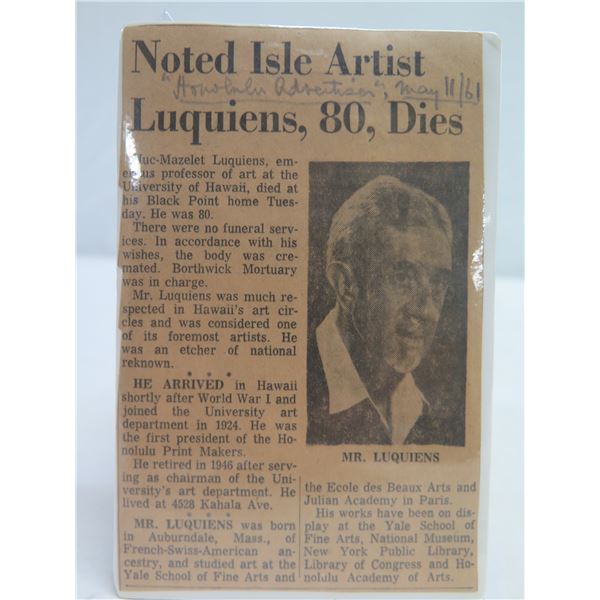 Noted Isle Artist
"Honolulu Advertiser", May 11/61
Luquiens, 80, Dies
Huc-Mazelet Luquiens, em-
us professor of art at the
University of Hawaii, died at
his Black Point home Tues-
day. He was 80.
There were no funeral serv-
ices. In accordance with his
wishes, the body was cre-
mated. Borthwick Mortuary
was in charge.
Mr. Luquiens was much re-
spected in Hawaii's art cir-
cles and was considered one
of its foremost artists. He
was an etcher of national
reknown.
HE ARRIVED in Hawaii
shortly after World War I and
joined the University art
department in 1924. He was
the first president of the Ho-
nolulu Print Makers.
He retired in 1946 after serv-
ing as chairman of the Uni-
versity's art department. He
lived at 4528 Kahala Ave.
MR. LUQUIENS was born
in Auburndale, Mass., of
French-Swiss-American an-
cestry, and studied art at the
Yale School of Fine Arts and
MR. LUQUIENS
the Ecole des Beaux Arts and
Julian Academy in Paris.
His works have been on dis-
play at the Yale School of
Fine Arts, National Museum,
New York Public Library,
Library of Congress and Ho-
nolulu Academy of Arts.